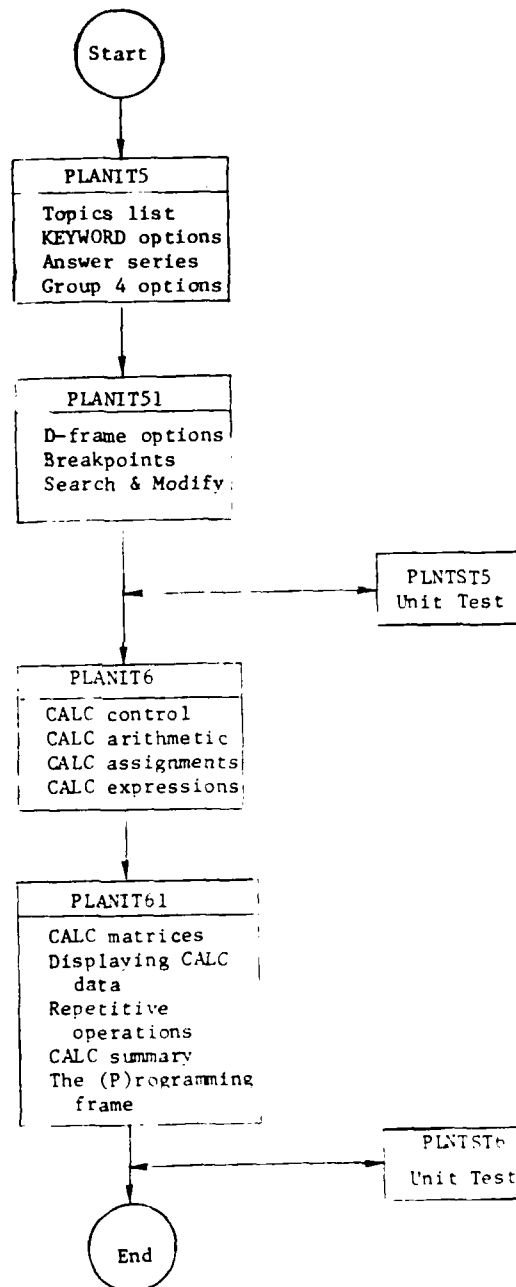 Start
PLANIT5
Topics list
KEYWORD options
Answer series
Group 4 options
PLANIT51
D-frame options
Breakpoints
Search & Modify
PLNTST5
Unit Test
PLANIT6
CALC control
CALC arithmetic
CALC assignments
CALC expressions
PLANIT61
CALC matrices
Displaying CALC
data
Repetitive
operations
CALC summary
The (P)rogramming
frame
PLNTST6
Unit Test
End